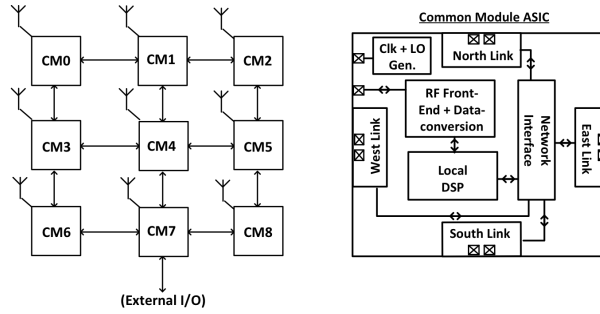 CM0
CM1
CM2
CM3
CM4
CM5
CM6
CM7
CM8
(External I/O)
Common Module ASIC
Clk + LO
Gen.
North Link
RF Front-
End + Data-
conversion
West Link
Local
DSP
Network
Interface
East Link
South Link